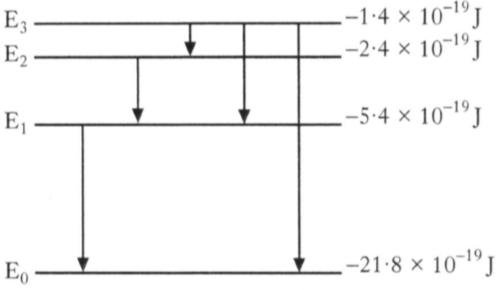 E₃ −1·4 × 10⁻¹⁹ J
E₂ −2·4 × 10⁻¹⁹ J
E₁ −5·4 × 10⁻¹⁹ J
E₀ −21·8 × 10⁻¹⁹ J